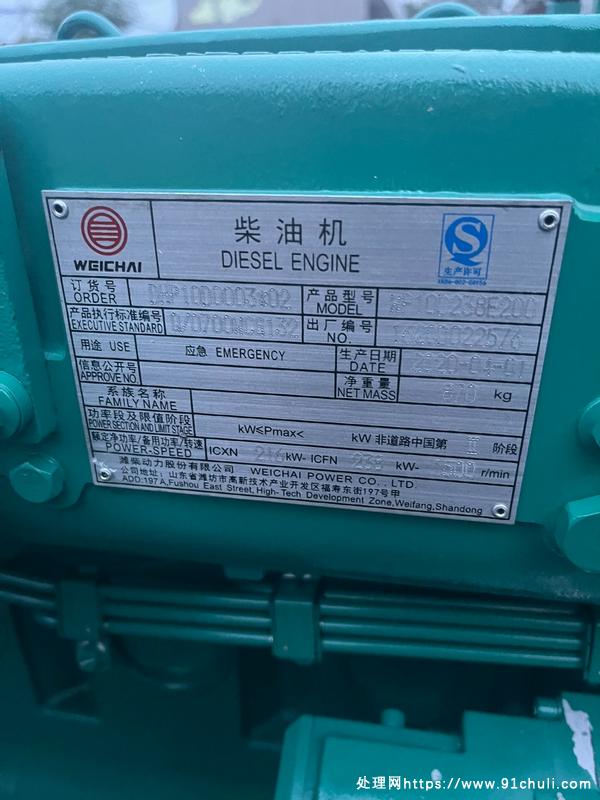 WEICHAI
柴油机
DIESEL ENGINE
生产许可
订货号
ORDER
DHP10D0003*02
产品型号
MODEL
WP10D238E200
产品执行标准编号
EXECUTIVE STANDARD
出厂编号
NO.
用途 USE 应急 EMERGENCY
生产日期
DATE
信息公开号
APPROVE NO.
净重量
NET MASS
kg
系族名称
FAMILY NAME
功率段及限值阶段
POWER SECTION AND LIMIT STAGE
kW≤Pmax< kW 非道路中国第 II 阶段
额定净功率/备用功率/转速
POWER-SPEED
ICXN 216 kW- ICFN 238 kW- 1500 r/min
潍柴动力股份有限公司 WEICHAI POWER CO., LTD.
公司地址: 山东省潍坊市高新技术产业开发区福寿东街197号甲
ADD:197 A,Fushou East Street, High-Tech Development Zone,Weifang,Shandong
处理网https://www.91chuli.com/